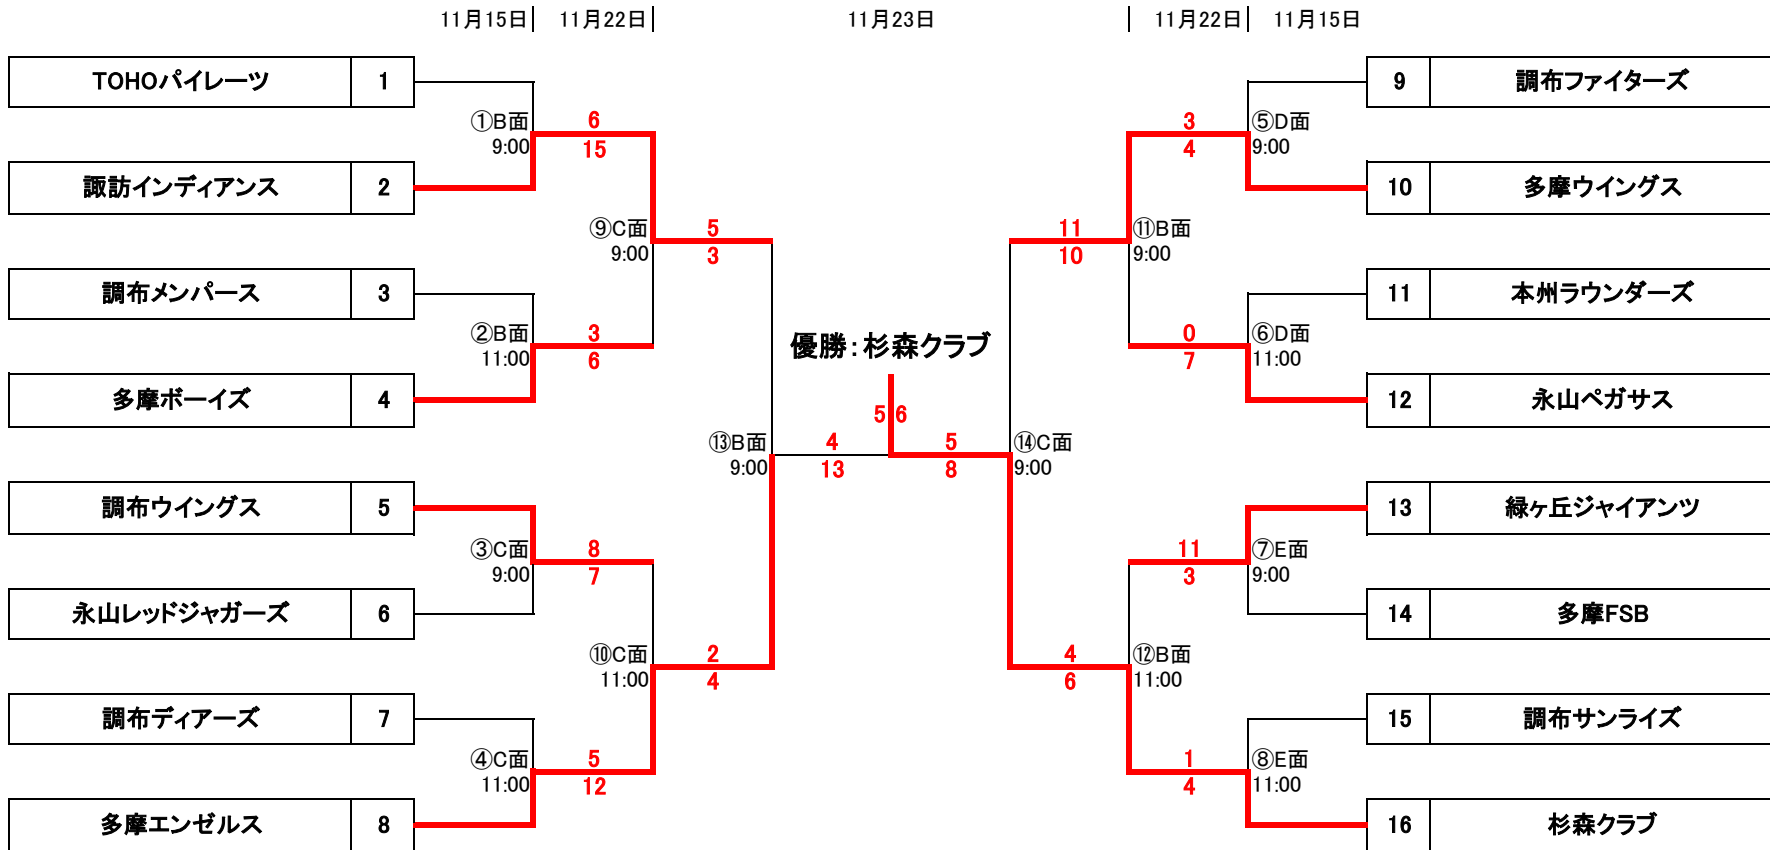 11月15日 11月22日 11月23日 11月22日 11月15日
TOHOパイレーツ 1
①B面
9:00
6
15
諏訪インディアンス 2
⑨C面
9:00
5
3
調布メンパース 3
②B面
11:00
3
6
多摩ボーイズ 4
⑬B面
9:00
4
13
調布ウイングス 5
③C面
9:00
8
7
永山レッドジャガーズ 6
⑩C面
11:00
2
4
調布ディアーズ 7
④C面
11:00
5
12
多摩エンゼルス 8
優勝：杉森クラブ
5 6
9 調布ファイターズ
3
4
⑤D面
9:00
10 多摩ウイングス
11
10
⑪B面
9:00
11 本州ラウンダーズ
0
7
⑥D面
11:00
12 永山ペガサス
5
8
⑭C面
9:00
13 緑ヶ丘ジャイアンツ
11
3
⑦E面
9:00
14 多摩FSB
4
6
⑫B面
11:00
15 調布サンライズ
1
4
⑧E面
11:00
16 杉森クラブ